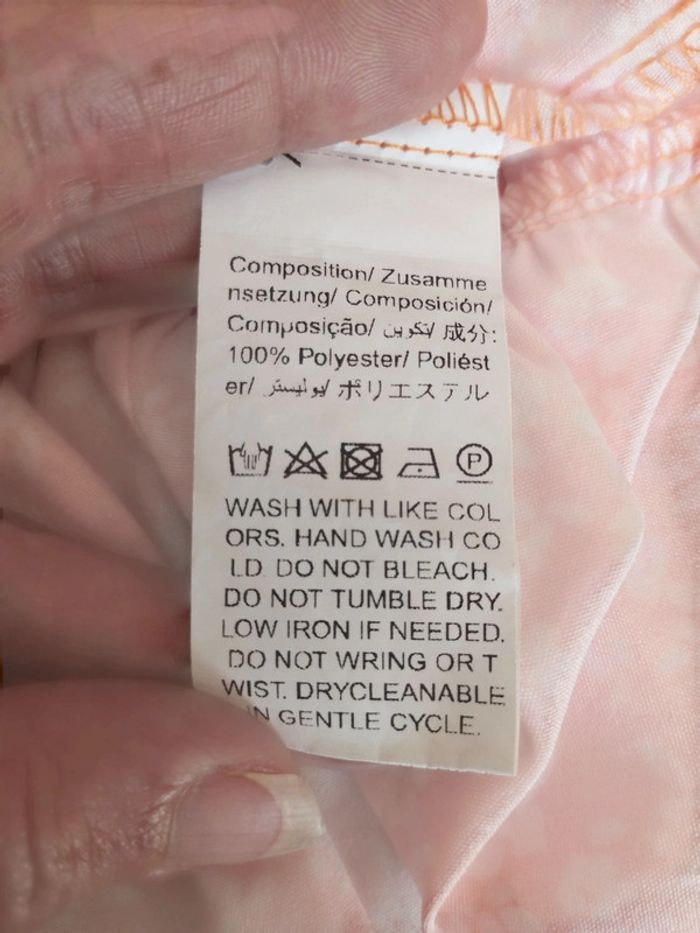 Composition/ Zusamme
nsetzung/ Composición/
Composição/ تكوين/ 成分:
100% Polyester/ Poliést
er/ بوليستر/ ポリエステル
P
WASH WITH LIKE COL
ORS. HAND WASH CO
LD. DO NOT BLEACH.
DO NOT TUMBLE DRY.
LOW IRON IF NEEDED.
DO NOT WRING OR T
WIST. DRYCLEANABLE
IN GENTLE CYCLE.